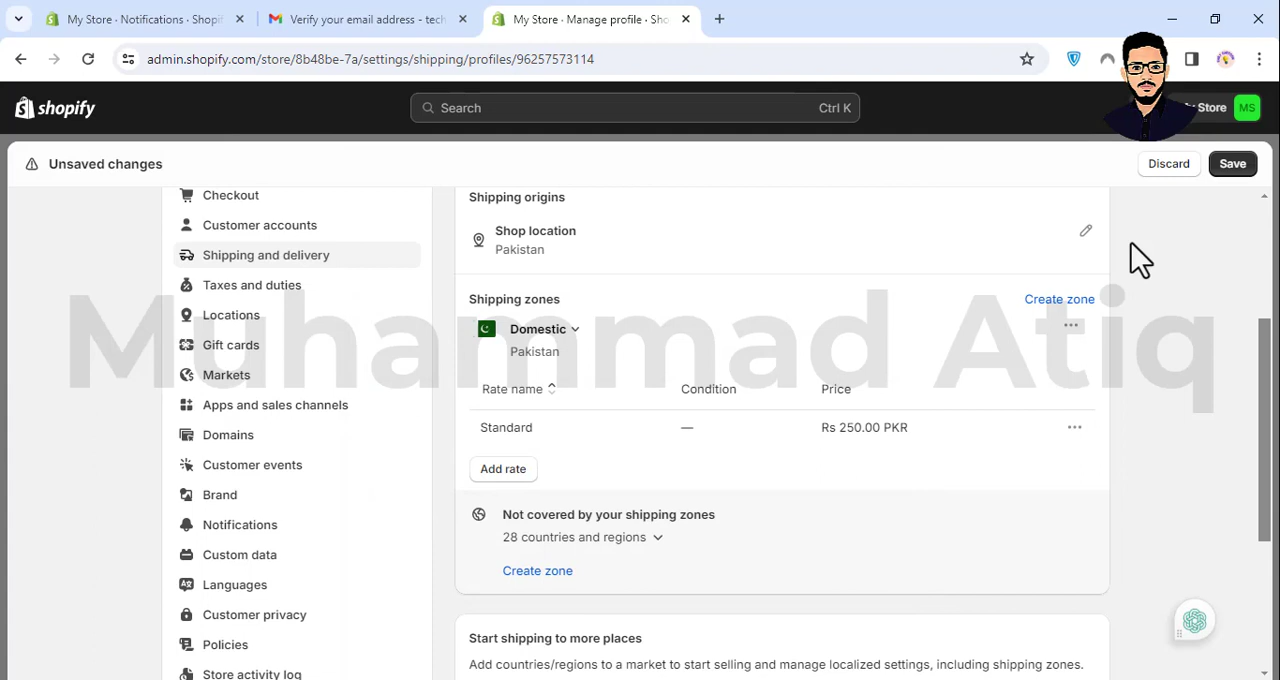 My Store · Notifications · Shopif
Verify your email address - tech
My Store · Manage profile · Sho
admin.shopify.com/store/8b48be-7a/settings/shipping/profiles/96257573114
shopify
Search
Ctrl K
Store
MS
Unsaved changes
Discard
Save
Checkout
Customer accounts
Shipping and delivery
Taxes and duties
Locations
Gift cards
Markets
Apps and sales channels
Domains
Customer events
Brand
Notifications
Custom data
Languages
Customer privacy
Policies
Store activity log
Shipping origins
Shop location
Pakistan
Shipping zones
Create zone
Domestic
Pakistan
Rate name
Condition
Price
Standard
—
Rs 250.00 PKR
Add rate
Not covered by your shipping zones
28 countries and regions
Create zone
Start shipping to more places
Add countries/regions to a market to start selling and manage localized settings, including shipping zones.
Muhammad Atiq